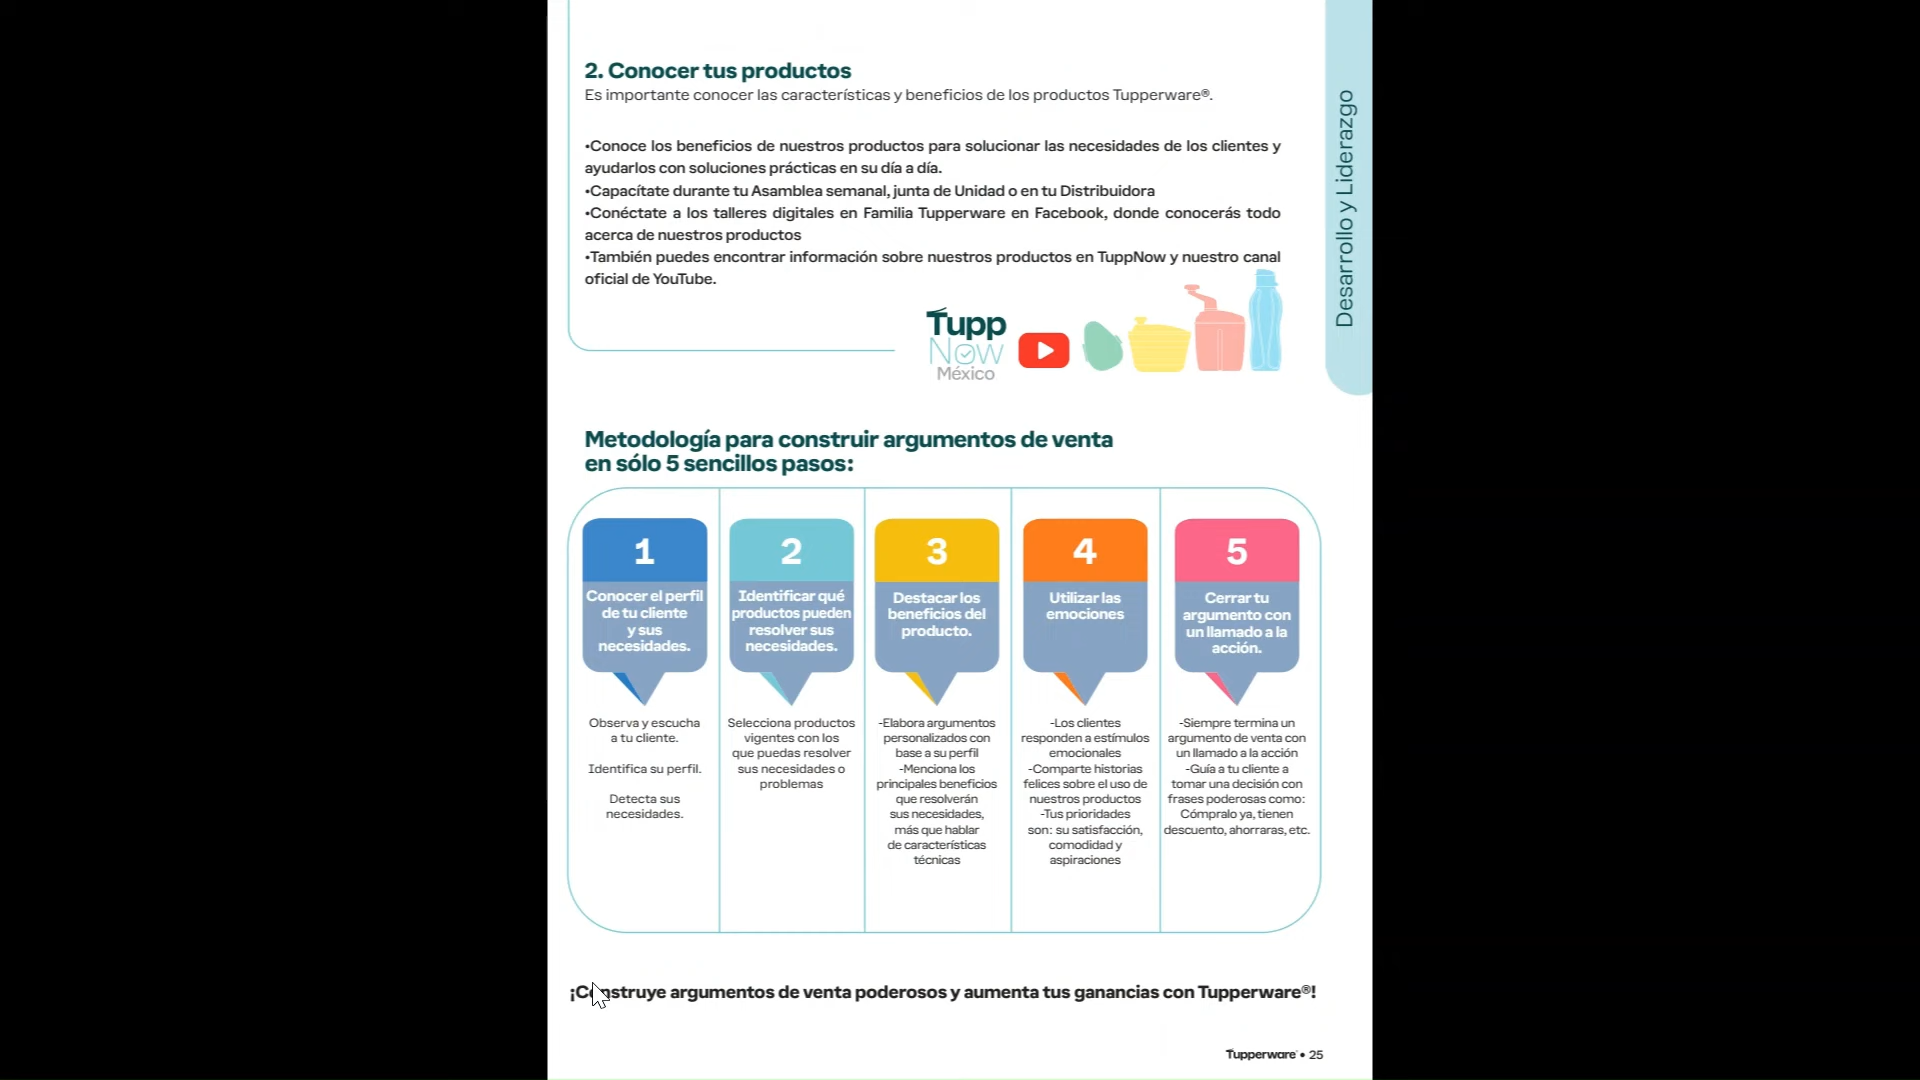 2. Conocer tus productos
Es importante conocer las características y beneficios de los productos Tupperware®.
•Conoce los beneficios de nuestros productos para solucionar las necesidades de los clientes y
ayudarlos con soluciones prácticas en su día a día.
•Capacítate durante tu Asamblea semanal, junta de Unidad o en tu Distribuidora
•Conéctate a los talleres digitales en Familia Tupperware en Facebook, donde conocerás todo
acerca de nuestros productos
•También puedes encontrar información sobre nuestros productos en TuppNow y nuestro canal
oficial de YouTube.
Tupp
Now
México
Desarrollo y Liderazgo
Metodología para construir argumentos de venta
en sólo 5 sencillos pasos:
1
Conocer el perfil
de tu cliente
y sus
necesidades.
Observa y escucha
a tu cliente.
Identifica su perfil.
Detecta sus
necesidades.
2
Identificar qué
productos pueden
resolver sus
necesidades.
Selecciona productos
vigentes con los
que puedas resolver
sus necesidades o
problemas
3
Destacar los
beneficios del
producto.
-Elabora argumentos
personalizados con
base a su perfil
-Menciona los
principales beneficios
que resolverán
sus necesidades,
más que hablar
de características
técnicas
4
Utilizar las
emociones
-Los clientes
responden a estímulos
emocionales
-Comparte historias
felices sobre el uso de
nuestros productos
-Tus prioridades
son: su satisfacción,
comodidad y
aspiraciones
5
Cerrar tu
argumento con
un llamado a la
acción.
-Siempre termina un
argumento de venta con
un llamado a la acción
-Guía a tu cliente a
tomar una decisión con
frases poderosas como:
Cómpralo ya, tienen
descuento, ahorraras, etc.
¡Construye argumentos de venta poderosos y aumenta tus ganancias con Tupperware®!
Tupperware • 25